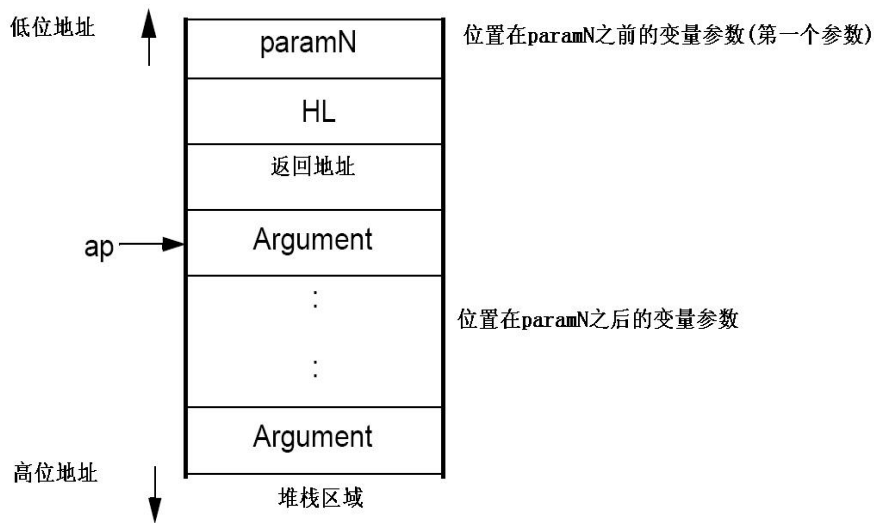 低位地址
paramN
位置在paramN之前的变量参数(第一个参数)
HL
返回地址
ap
Argument
:
位置在paramN之后的变量参数
:
Argument
高位地址
堆栈区域